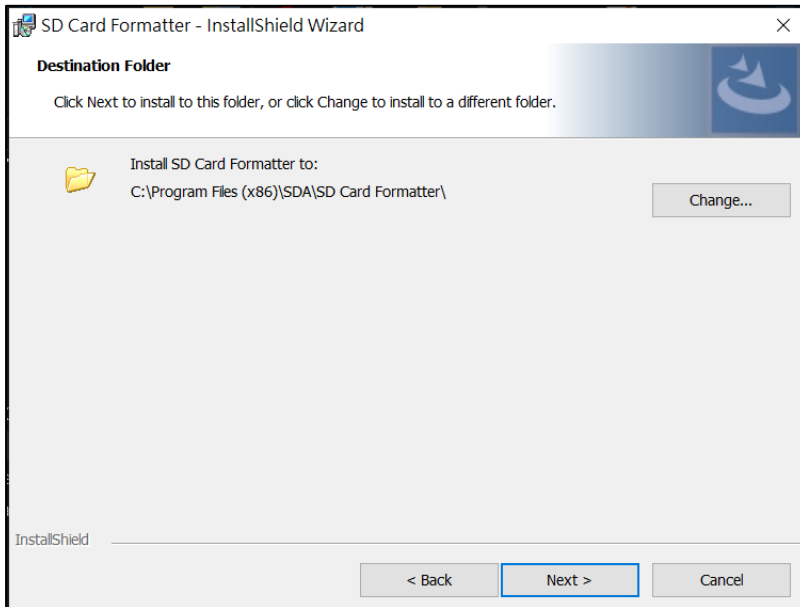 SD Card Formatter - InstallShield Wizard
Destination Folder
Click Next to install to this folder, or click Change to install to a different folder.
Install SD Card Formatter to:
C:\Program Files (x86)\SDA\SD Card Formatter\
Change...
InstallShield
< Back
Next >
Cancel